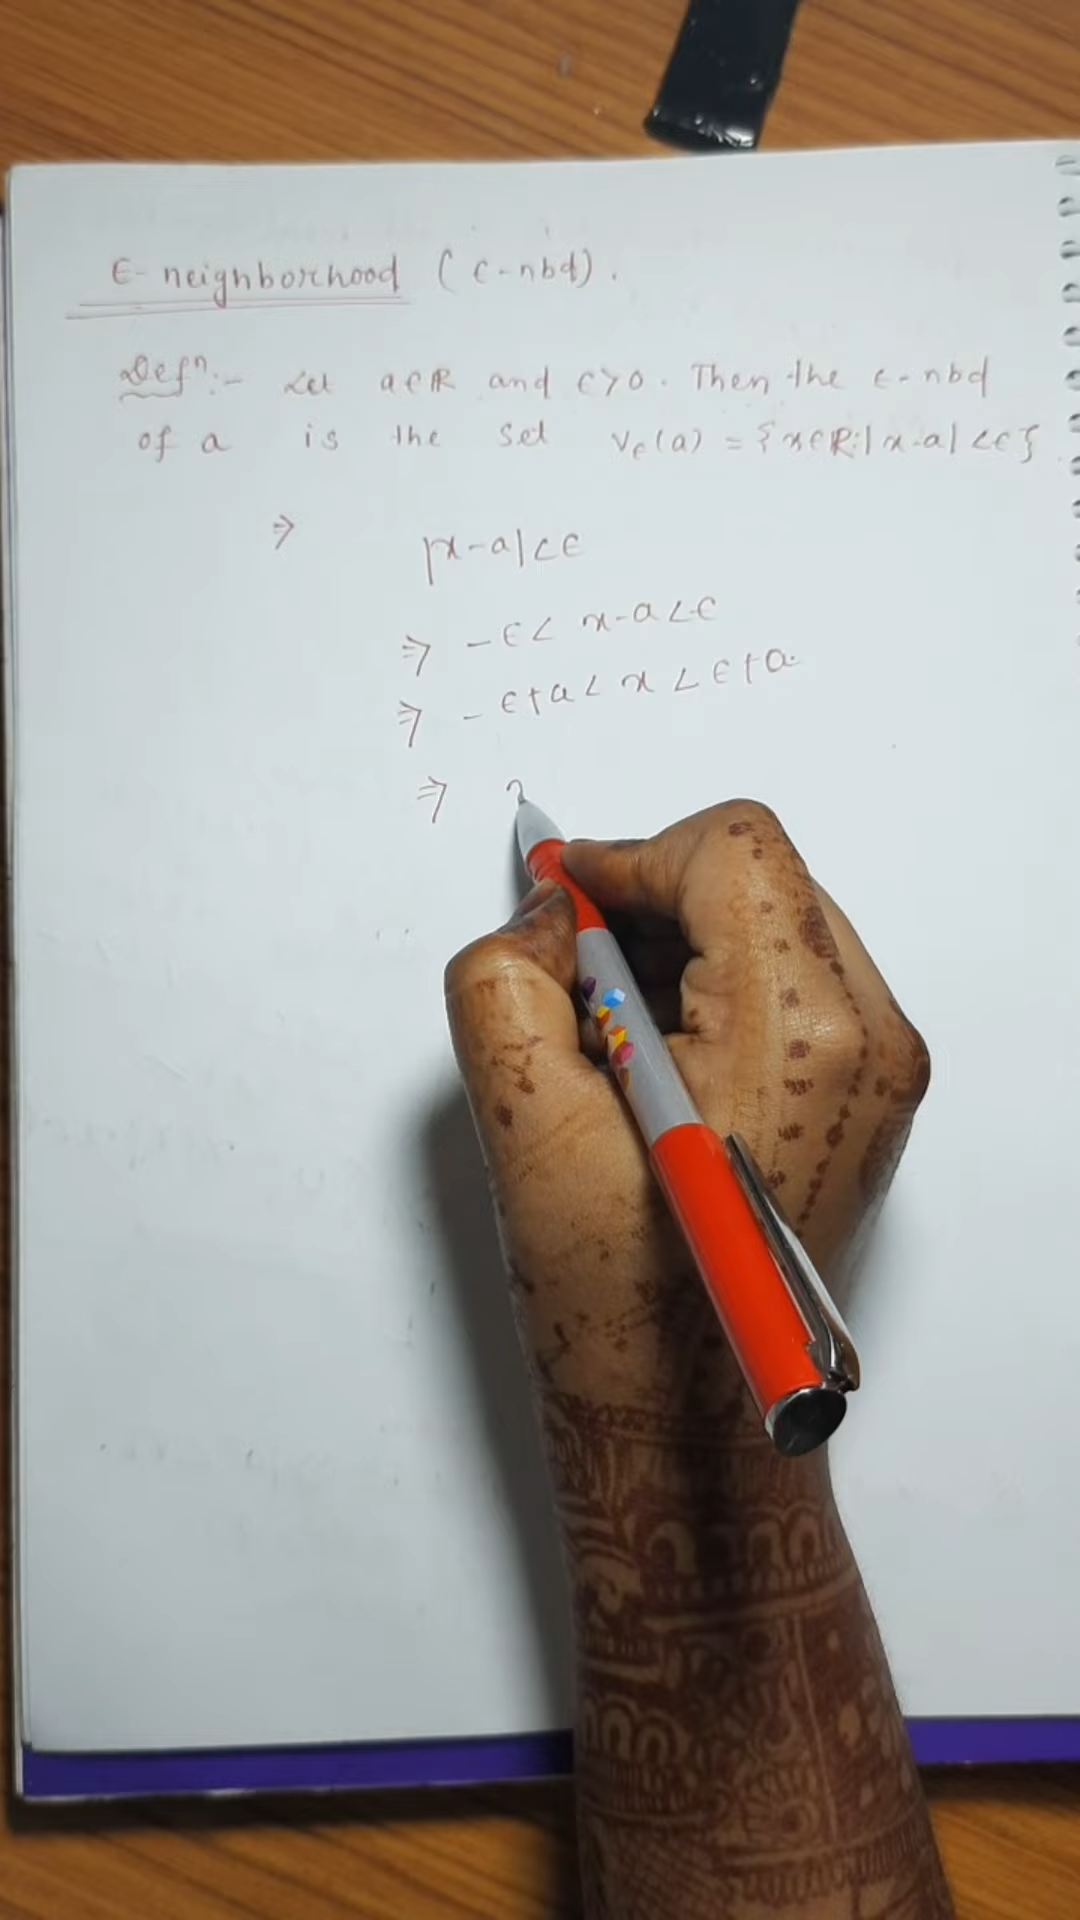 ϵ- neighborhood (ϵ-nbd).
Defⁿ:- Let a∈ℝ and ϵ>0. Then the ϵ-nbd
of a is the set Vϵ(a) = {x∈ℝ:|x-a|<ϵ}.
⇒ |x-a|<ϵ
⇒ -ϵ< x-a<ϵ
⇒ -ϵ+a< x <ϵ+a.
⇒